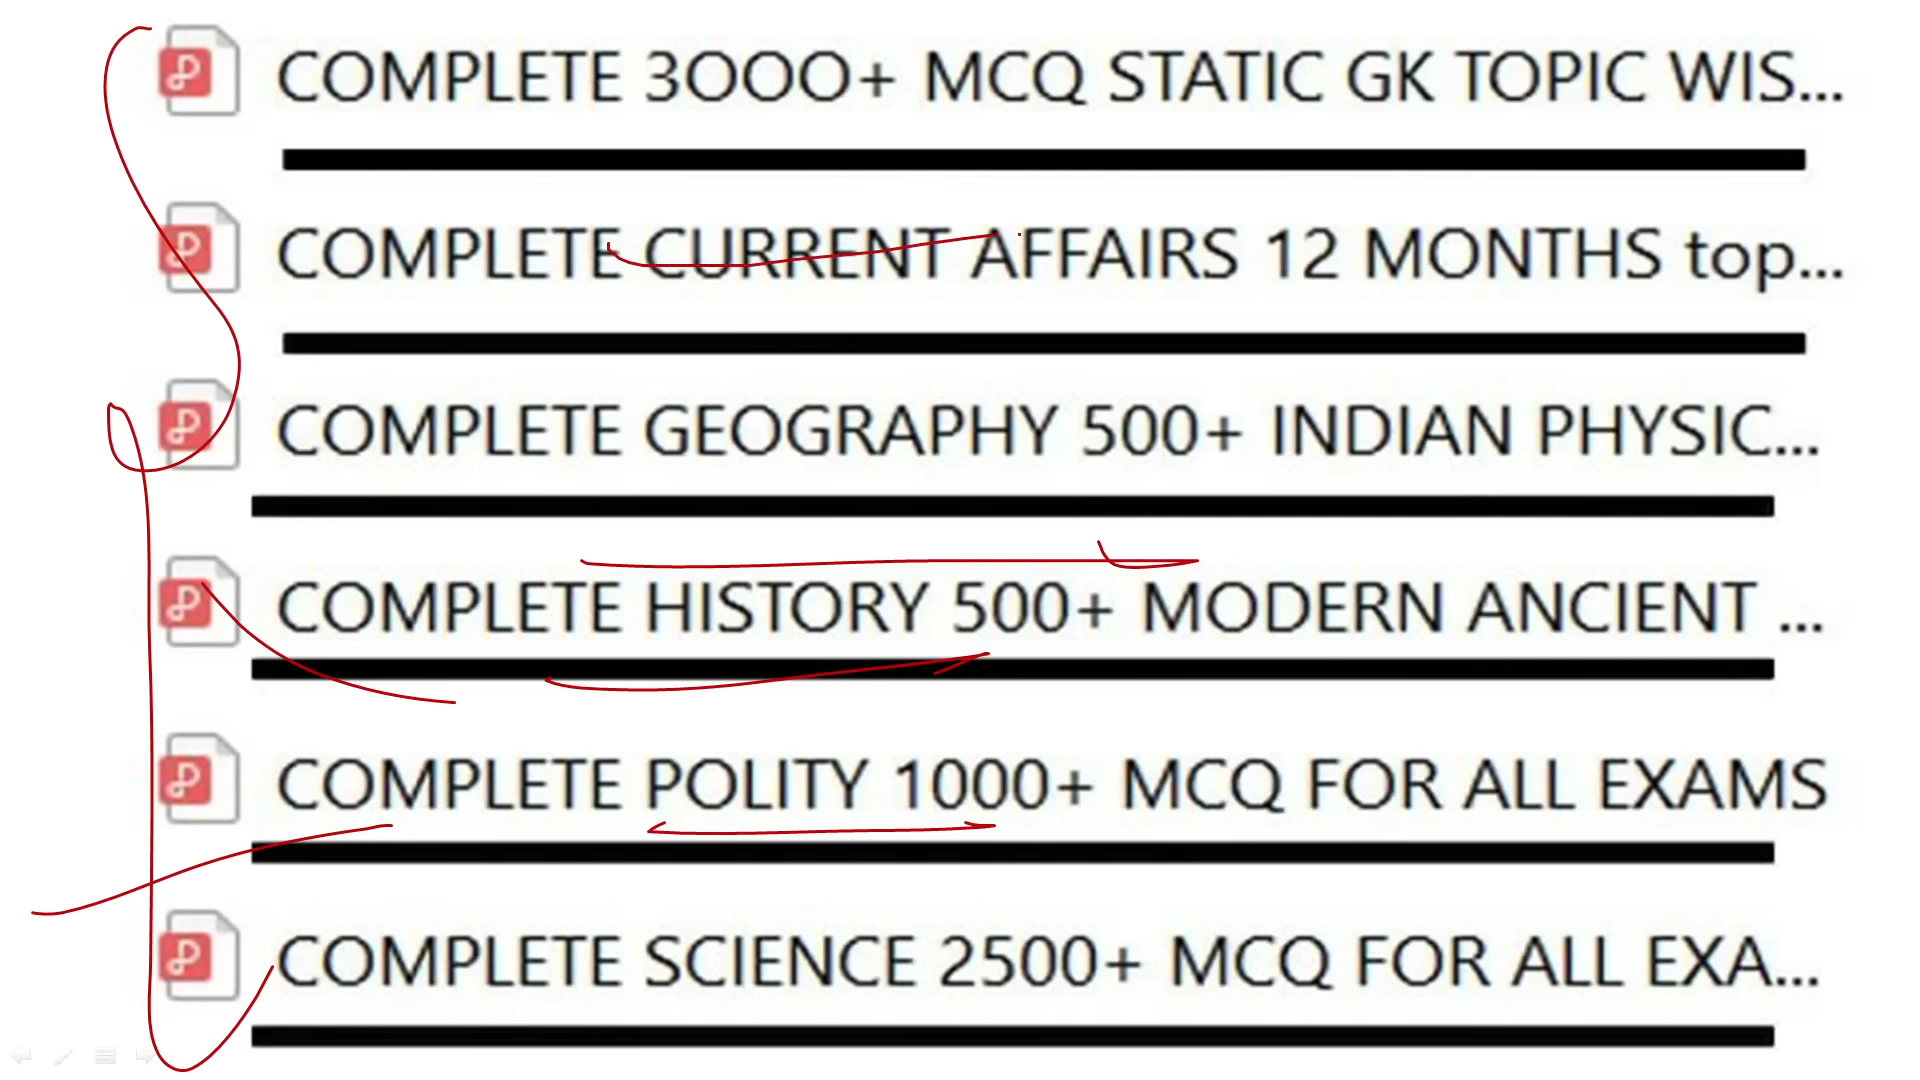 COMPLETE 3OOO+ MCQ STATIC GK TOPIC WIS...
COMPLETE CURRENT AFFAIRS 12 MONTHS top...
COMPLETE GEOGRAPHY 500+ INDIAN PHYSIC...
COMPLETE HISTORY 500+ MODERN ANCIENT ...
COMPLETE POLITY 1000+ MCQ FOR ALL EXAMS
COMPLETE SCIENCE 2500+ MCQ FOR ALL EXA...